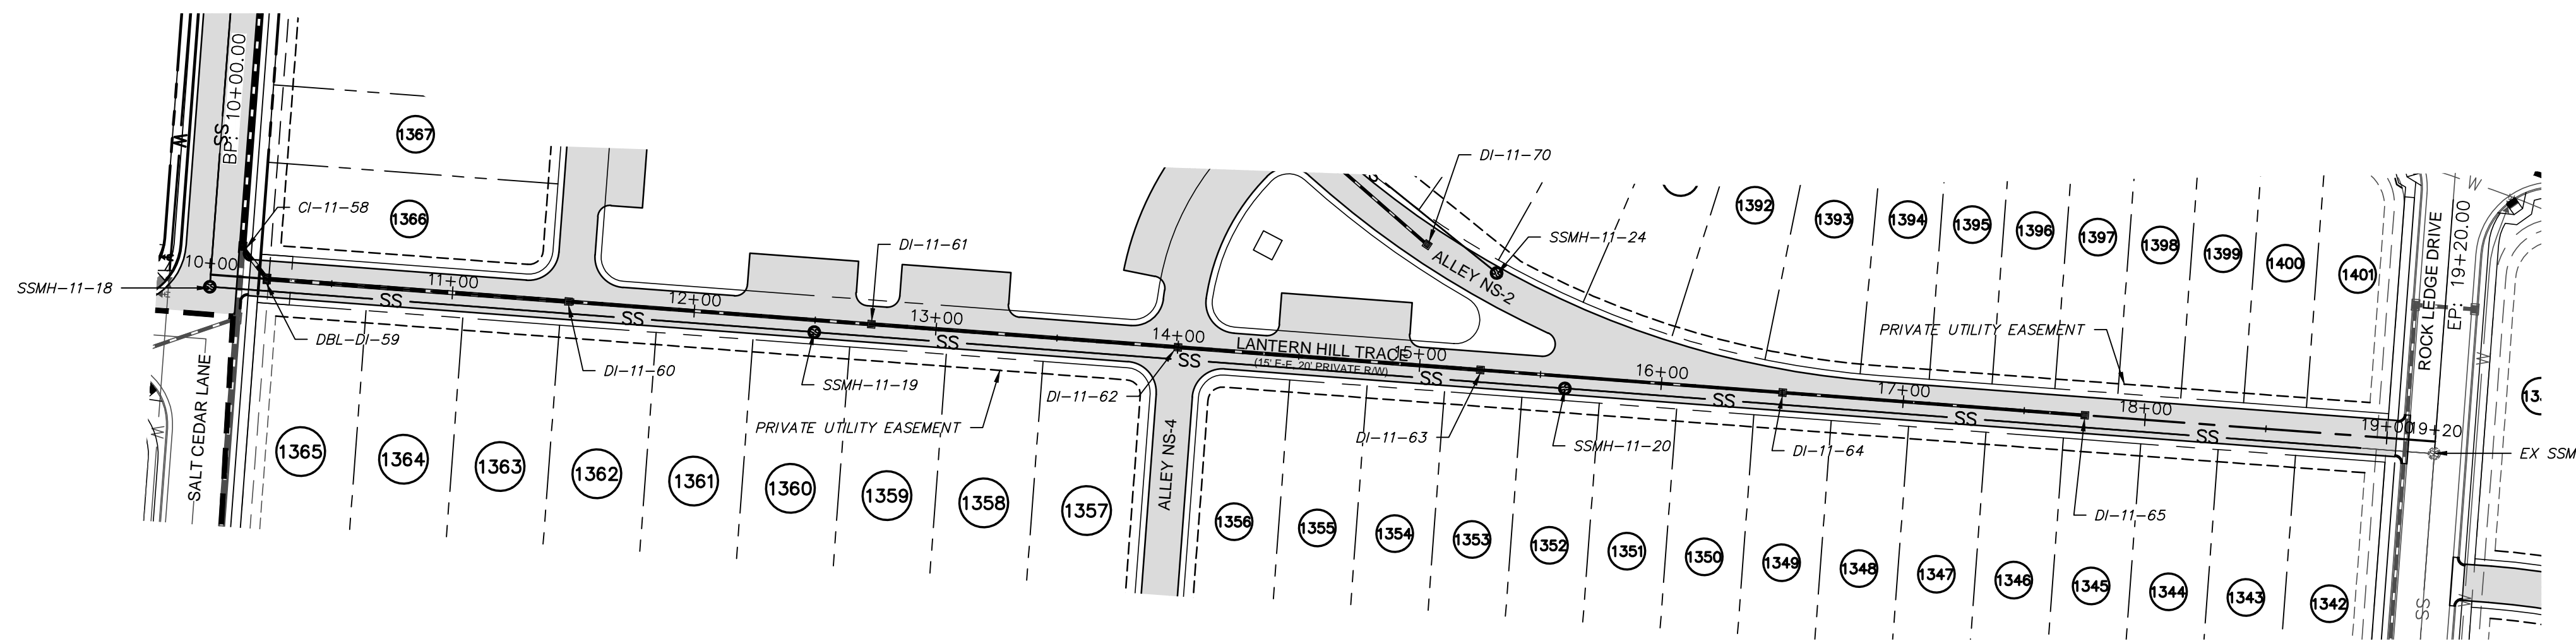 BP: 10+00.00
W
SS
1367
1366
CI-11-58
10+00
SSMH-11-18
DBL-DI-59
SALT CEDAR LANE
W
11+00
SS
DI-11-60
12+00
SS
SSMH-11-19
DI-11-61
13+00
SS
PRIVATE UTILITY EASEMENT
14+00
SS
DI-11-62
ALLEY NS-4
LANTERN HILL TRACE
(15' E-E, 20' PRIVATE R/W)
15+00
SS
DI-11-63
DI-11-70
ALLEY NS-2
SSMH-11-24
SSMH-11-20
16+00
SS
DI-11-64
17+00
SS
PRIVATE UTILITY EASEMENT
18+00
SS
DI-11-65
19+00
19+20
EX SSM
ROCK LEDGE DRIVE
EP: 19+20.00
W
W
W
SS
1392
1393
1394
1395
1396
1397
1398
1399
1400
1401
1365
1364
1363
1362
1361
1360
1359
1358
1357
1356
1355
1354
1353
1352
1351
1350
1349
1348
1347
1346
1345
1344
1343
1342